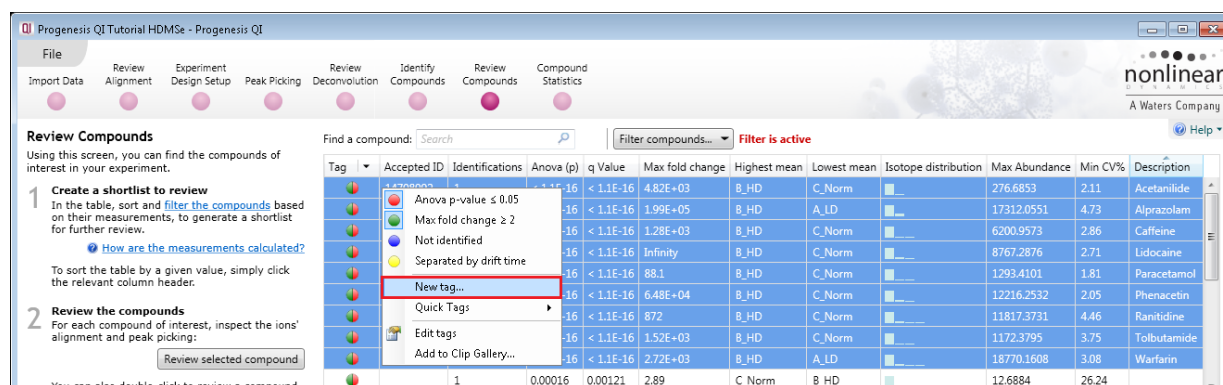 Progenesis QI Tutorial HDMSe - Progenesis QI
File
Import Data
Review Alignment
Experiment Design Setup
Peak Picking
Review Deconvolution
Identify Compounds
Review Compounds
Compound Statistics
nonlinear
DYNAMICS
A Waters Company
Help
Review Compounds
Using this screen, you can find the compounds of
interest in your experiment.
1 Create a shortlist to review
In the table, sort and filter the compounds based
on their measurements, to generate a shortlist
for further review.
How are the measurements calculated?
To sort the table by a given value, simply click
the relevant column header.
2 Review the compounds
For each compound of interest, inspect the ions'
alignment and peak picking:
Review selected compound
Find a compound: Search
Filter compounds...
Filter is active
Tag Accepted ID Identifications Anova (p) q Value Max fold change Highest mean Lowest mean Isotope distribution Max Abundance Min CV% Description
14798092 1 < 1.1E-16 < 1.1E-16 4.82E+03 B_HD C_Norm 276.6853 2.11 Acetanilide
-16 < 1.1E-16 1.99E+05 B_HD A_LD 17312.0551 4.73 Alprazolam
-16 < 1.1E-16 1.28E+03 B_HD C_Norm 6200.9573 2.86 Caffeine
-16 < 1.1E-16 Infinity B_HD C_Norm 8767.2876 2.71 Lidocaine
-16 < 1.1E-16 88.1 B_HD C_Norm 1293.4101 1.81 Paracetamol
-16 < 1.1E-16 6.48E+04 B_HD C_Norm 12216.2532 2.05 Phenacetin
-16 < 1.1E-16 872 B_HD C_Norm 11817.3731 4.46 Ranitidine
-16 < 1.1E-16 1.52E+03 B_HD C_Norm 1172.3795 3.75 Tolbutamide
-16 < 1.1E-16 2.72E+03 B_HD A_LD 18770.1608 3.08 Warfarin
1 0.00016 0.00121 2.89 C_Norm B_HD 12.6884 26.24
Anova p-value ≤ 0.05
Max fold change ≥ 2
Not identified
Separated by drift time
New tag...
Quick Tags
Edit tags
Add to Clip Gallery...